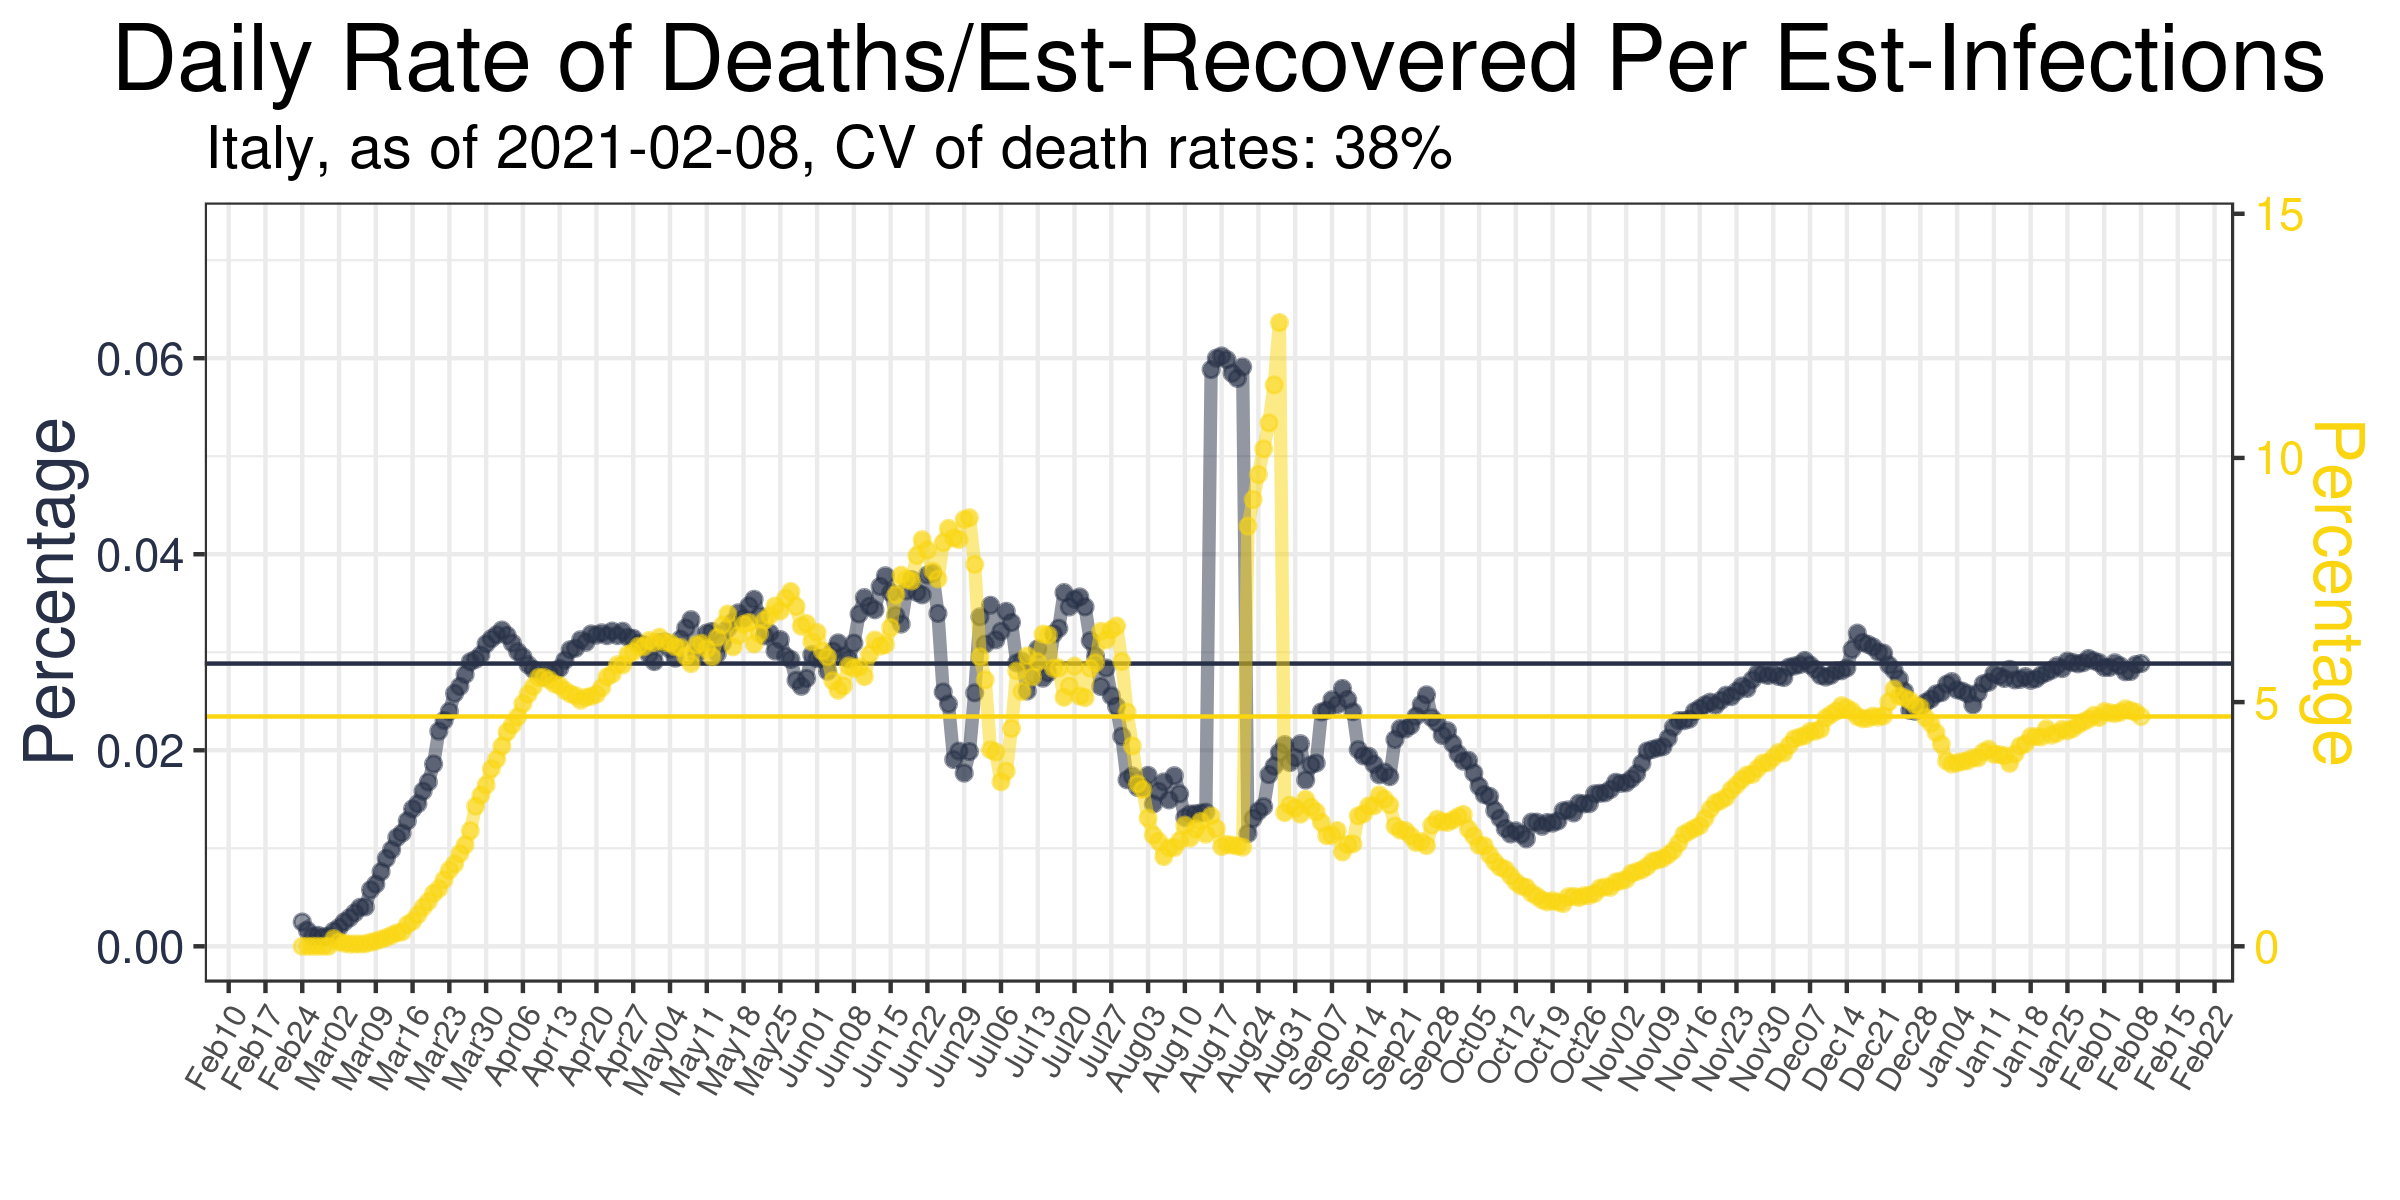 Daily Rate of Deaths/Est-Recovered Per Est-Infections
Italy, as of 2021-02-08, CV of death rates: 38%
Percentage
0.06
0.04
0.02
0.00
15
10
5
0
Percentage
Feb10
Feb17
Feb24
Mar02
Mar09
Mar16
Mar23
Mar30
Apr06
Apr13
Apr20
Apr27
May04
May11
May18
May25
Jun01
Jun08
Jun15
Jun22
Jun29
Jul06
Jul13
Jul20
Jul27
Aug03
Aug10
Aug17
Aug24
Aug31
Sep07
Sep14
Sep21
Sep28
Oct05
Oct12
Oct19
Oct26
Nov02
Nov09
Nov16
Nov23
Nov30
Dec07
Dec14
Dec21
Dec28
Jan04
Jan11
Jan18
Jan25
Feb01
Feb08
Feb15
Feb22